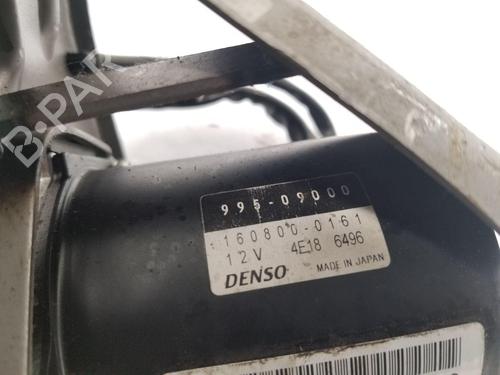 B-PAR
995-09000
160800-0161
12V 4E18 6496
DENSO MADE IN JAPAN